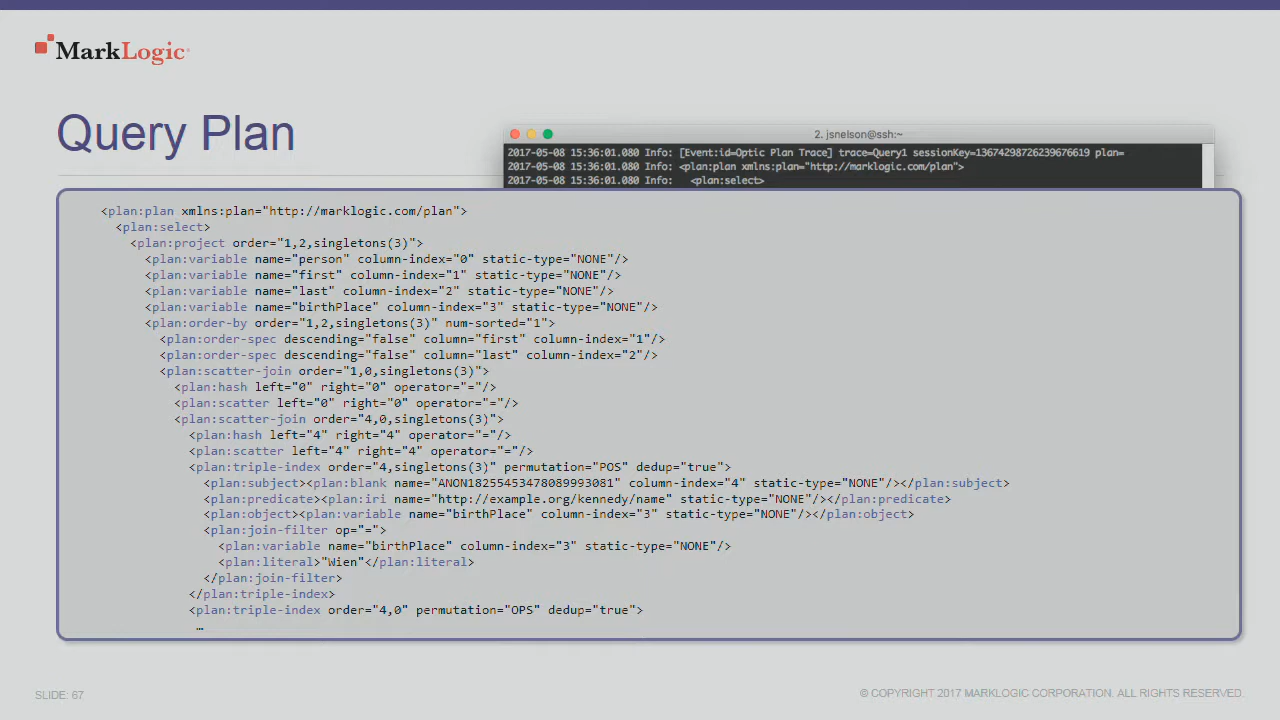 MarkLogic
Query Plan
2. jsnelson@ssh:~
2017-05-08 15:36:01.080 Info: [Event:id=Optic Plan Trace] trace=Query1 sessionKey=13674298726239676619 plan=
2017-05-08 15:36:01.080 Info: <plan:plan xmlns:plan="http://marklogic.com/plan">
2017-05-08 15:36:01.080 Info:   <plan:select>
<plan:plan xmlns:plan="http://marklogic.com/plan">
  <plan:select>
    <plan:project order="1,2,singletons(3)">
      <plan:variable name="person" column-index="0" static-type="NONE"/>
      <plan:variable name="first" column-index="1" static-type="NONE"/>
      <plan:variable name="last" column-index="2" static-type="NONE"/>
      <plan:variable name="birthPlace" column-index="3" static-type="NONE"/>
      <plan:order-by order="1,2,singletons(3)" num-sorted="1">
        <plan:order-spec descending="false" column="first" column-index="1"/>
        <plan:order-spec descending="false" column="last" column-index="2"/>
        <plan:scatter-join order="1,0,singletons(3)">
          <plan:hash left="0" right="0" operator="="/>
          <plan:scatter left="0" right="0" operator="="/>
          <plan:scatter-join order="4,0,singletons(3)">
            <plan:hash left="4" right="4" operator="="/>
            <plan:scatter left="4" right="4" operator="="/>
            <plan:triple-index order="4,singletons(3)" permutation="POS" dedup="true">
              <plan:subject><plan:blank name="ANON18255453478089993081" column-index="4" static-type="NONE"/></plan:subject>
              <plan:predicate><plan:iri name="http://example.org/kennedy/name" static-type="NONE"/></plan:predicate>
              <plan:object><plan:variable name="birthPlace" column-index="3" static-type="NONE"/></plan:object>
              <plan:join-filter op="=">
                <plan:variable name="birthPlace" column-index="3" static-type="NONE"/>
                <plan:literal>"Wien"</plan:literal>
              </plan:join-filter>
            </plan:triple-index>
            <plan:triple-index order="4,0" permutation="OPS" dedup="true">
            …
SLIDE: 67
© COPYRIGHT 2017 MARKLOGIC CORPORATION. ALL RIGHTS RESERVED.